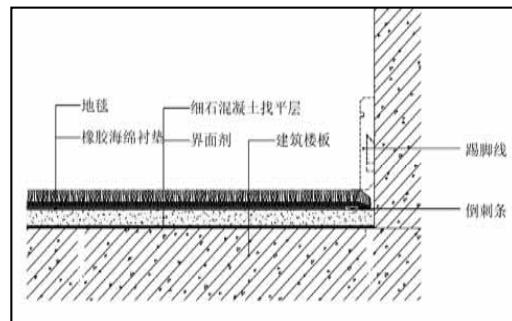 地毯
橡胶海绵衬垫
细石混凝土找平层
界面剂
建筑楼板
踢脚线
倒刺条